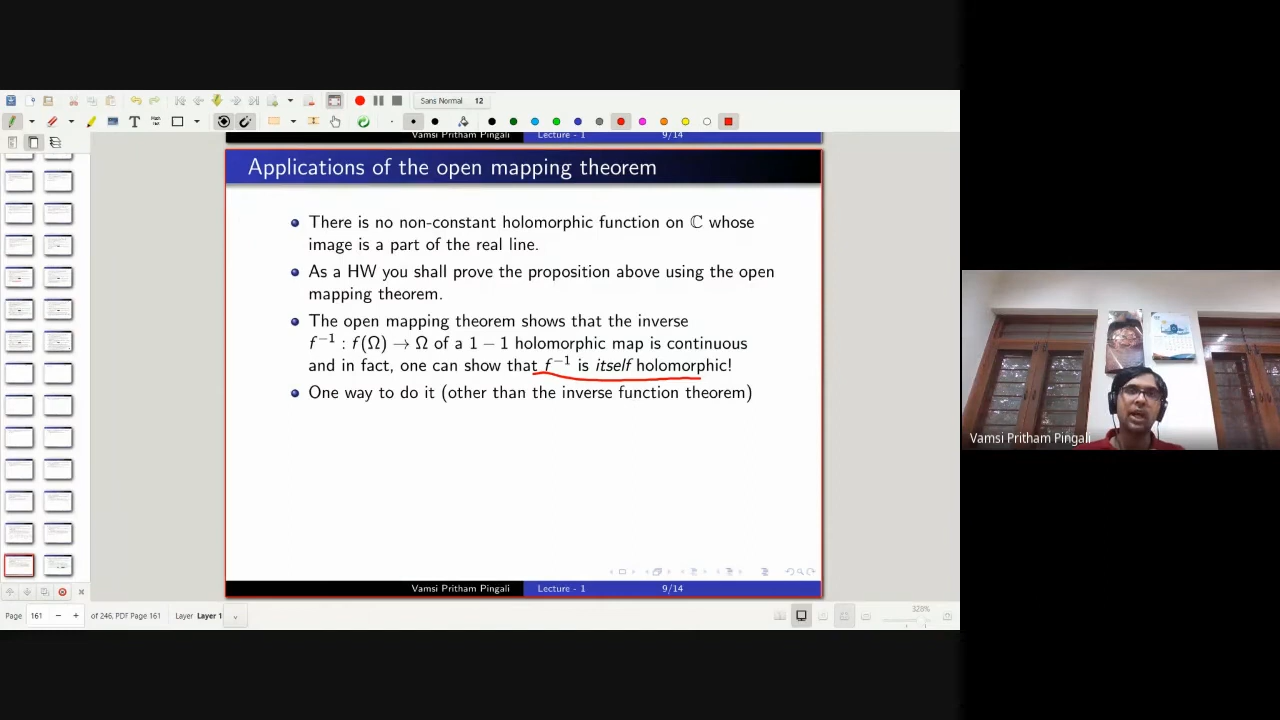 Sans Normal 12
Vamsi Pritham Pingali Lecture - 1 9/14
Applications of the open mapping theorem
There is no non-constant holomorphic function on ℂ whose
image is a part of the real line.
As a HW you shall prove the proposition above using the open
mapping theorem.
The open mapping theorem shows that the inverse
f⁻¹ : f(Ω) → Ω of a 1 − 1 holomorphic map is continuous
and in fact, one can show that f⁻¹ is itself holomorphic!
One way to do it (other than the inverse function theorem)
Vamsi Pritham Pingali
Vamsi Pritham Pingali Lecture - 1 9/14
Page 161 of 246, PDF Page 161 Layer Layer 1 328%